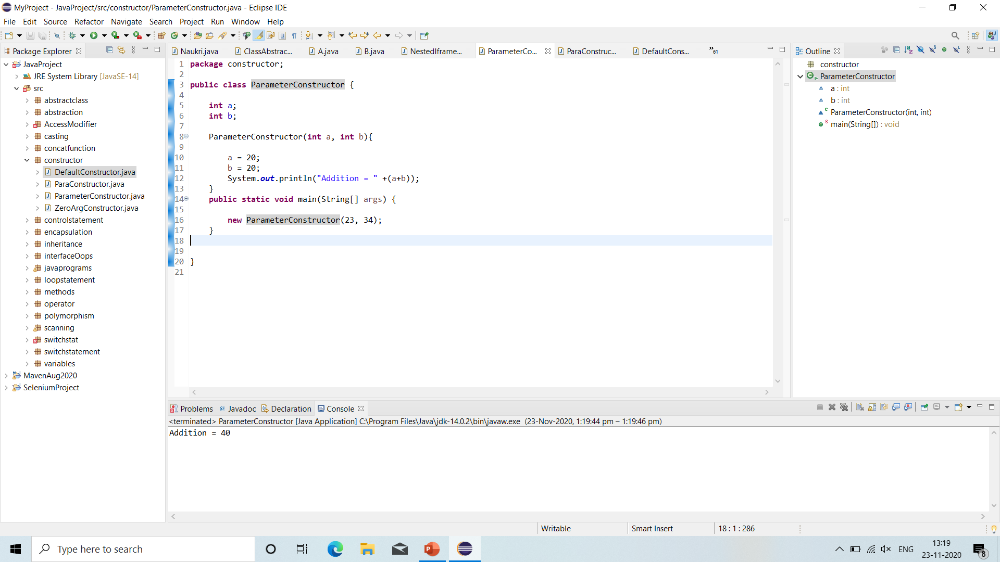 MyProject - JavaProject/src/constructor/ParameterConstructor.java - Eclipse IDE
File Edit Source Refactor Navigate Search Project Run Window Help
Package Explorer
JavaProject
JRE System Library [JavaSE-14]
src
abstractclass
abstraction
AccessModifier
casting
concatfunction
constructor
DefaultConstructor.java
ParaConstructor.java
ParameterConstructor.java
ZeroArgConstructor.java
controlstatement
encapsulation
inheritance
interfaceOops
javaprograms
loopstatement
methods
operator
polymorphism
scanning
switchstat
switchstatement
variables
MavenAug2020
SeleniumProject
Naukri.java ClassAbstrac... A.java B.java NestedIframe... ParameterCo... ParaConstruc... DefaultCons... »61
1 package constructor;
2
3 public class ParameterConstructor {
4
5 int a;
6 int b;
7
8 ParameterConstructor(int a, int b){
9
10 a = 20;
11 b = 20;
12 System.out.println("Addition = " +(a+b));
13 }
14 public static void main(String[] args) {
15
16 new ParameterConstructor(23, 34);
17 }
18
19
20 }
21
Outline
constructor
ParameterConstructor
a : int
b : int
ParameterConstructor(int, int)
main(String[]) : void
Problems @ Javadoc Declaration Console
<terminated> ParameterConstructor [Java Application] C:\Program Files\Java\jdk-14.0.2\bin\javaw.exe (23-Nov-2020, 1:19:44 pm – 1:19:46 pm)
Addition = 40
Writable Smart Insert 18 : 1 : 286
Type here to search
ENG
13:19
23-11-2020
8